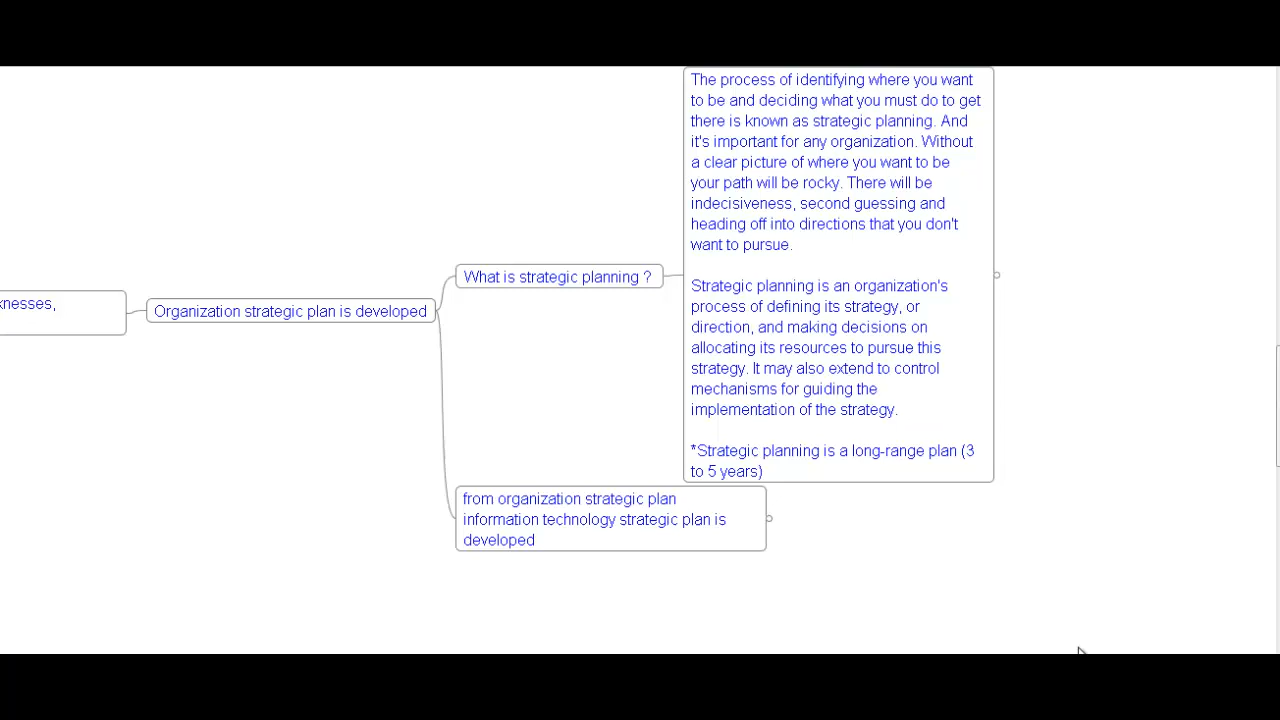 knesses,
Organization strategic plan is developed
What is strategic planning ?
The process of identifying where you want
to be and deciding what you must do to get
there is known as strategic planning. And
it's important for any organization. Without
a clear picture of where you want to be
your path will be rocky. There will be
indecisiveness, second guessing and
heading off into directions that you don't
want to pursue.
Strategic planning is an organization's
process of defining its strategy, or
direction, and making decisions on
allocating its resources to pursue this
strategy. It may also extend to control
mechanisms for guiding the
implementation of the strategy.
*Strategic planning is a long-range plan (3
to 5 years)
from organization strategic plan
information technology strategic plan is
developed